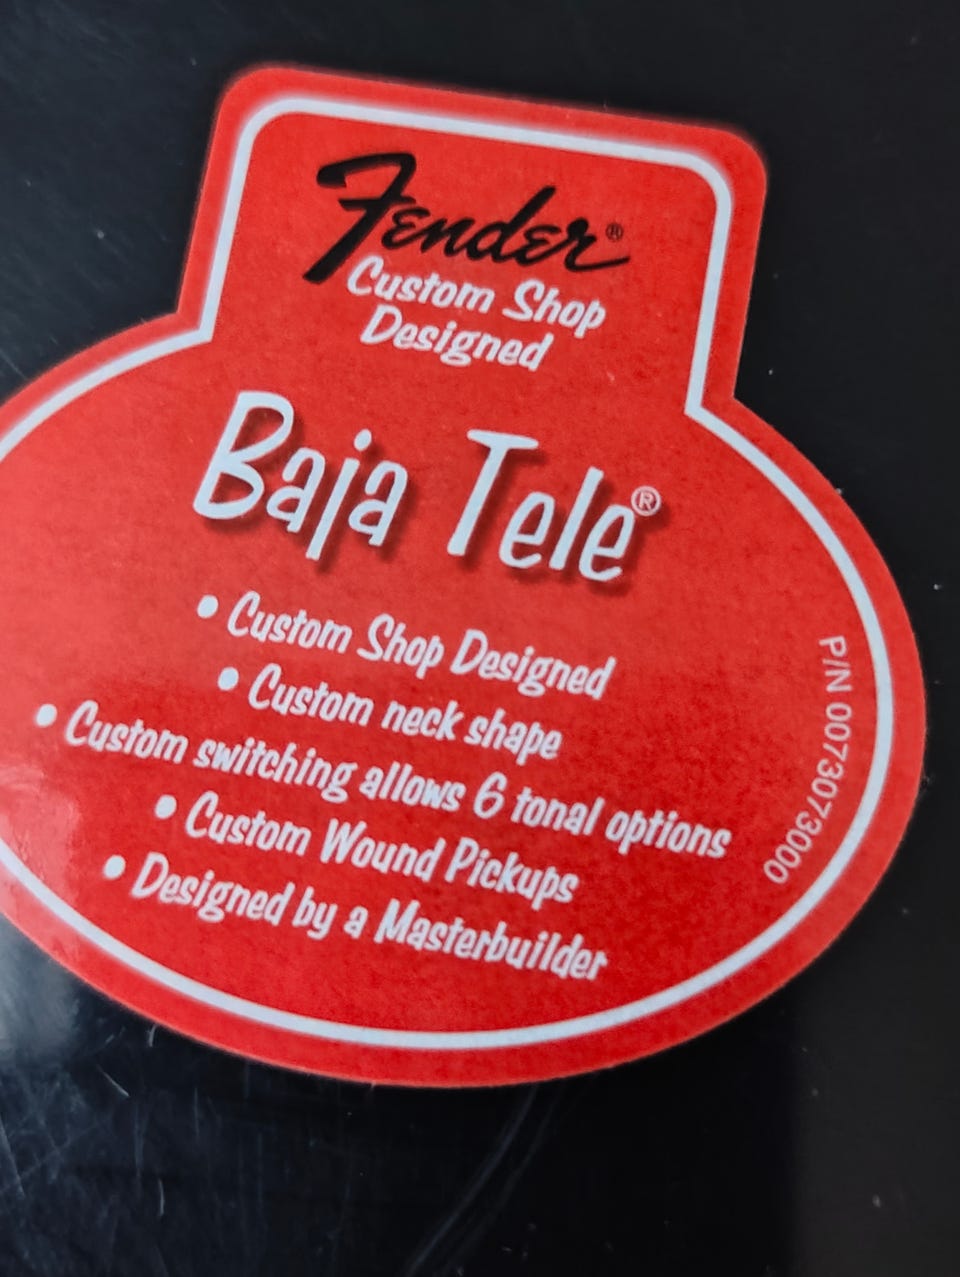 Fender®
Custom Shop
Designed
Baja Tele®
• Custom Shop Designed
• Custom neck shape
• Custom switching allows 6 tonal options
• Custom Wound Pickups
• Designed by a Masterbuilder
P/N 0073073000